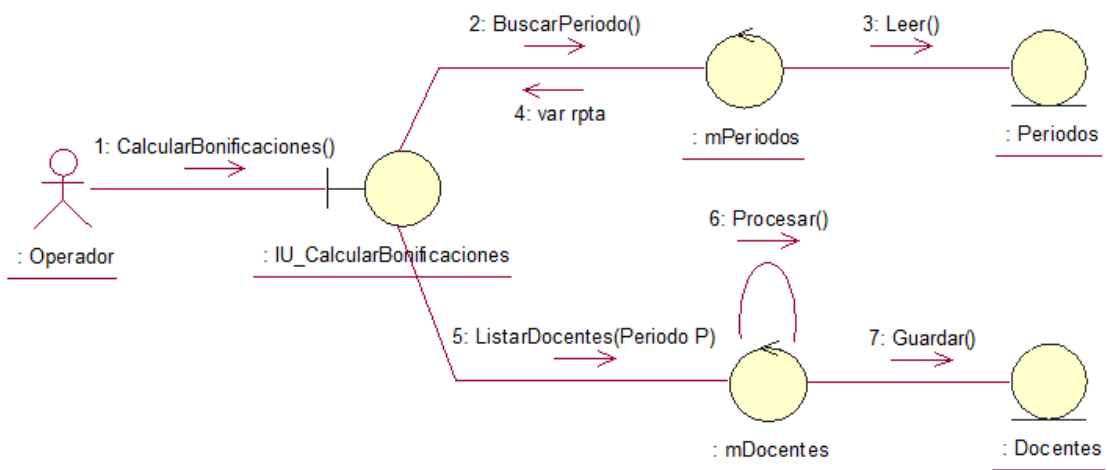 2: BuscarPeriodo()
3: Leer()
4: var rpta
: mPeriodos
: Periodos
1: CalcularBonificaciones()
: Operador
: IU_CalcularBonificaciones
6: Procesar()
5: ListarDocentes(Periodo P)
7: Guardar()
: mDocentes
: Docentes